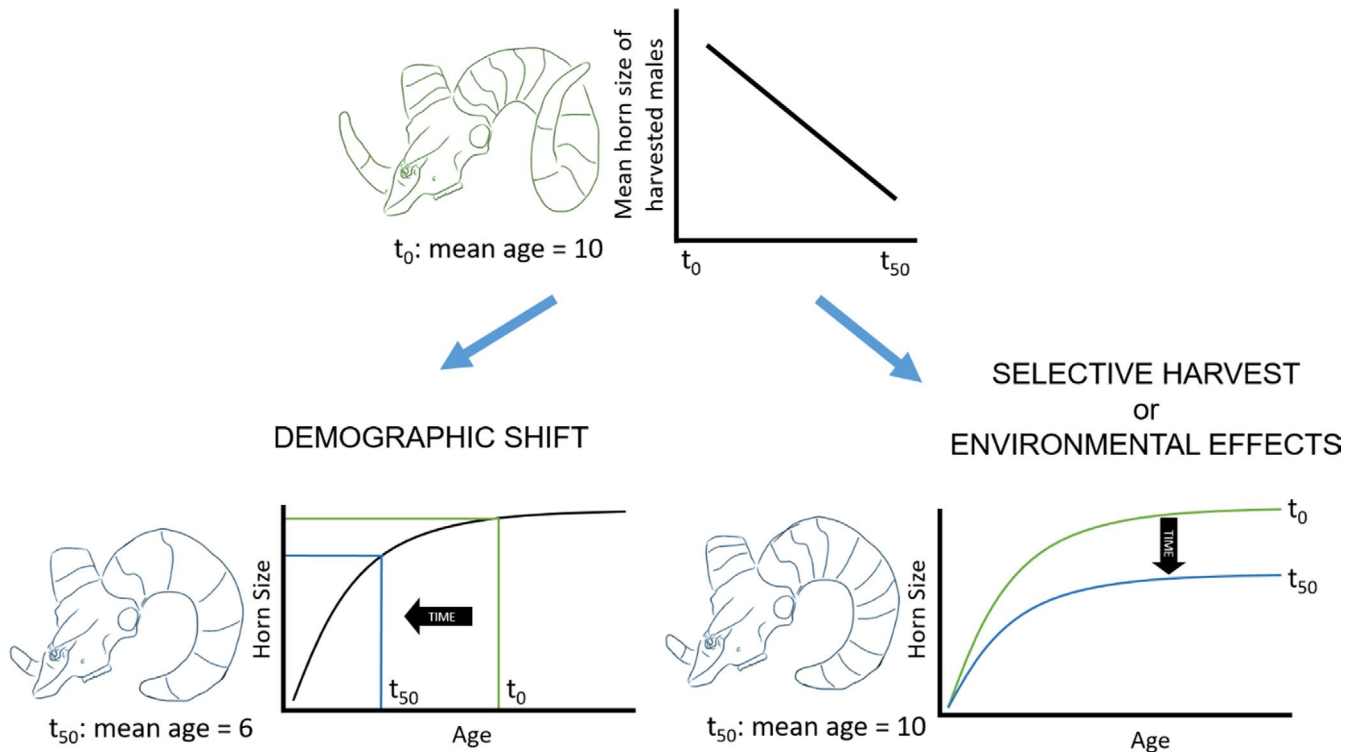 Mean horn size of
harvested males
t₀: mean age = 10
t₀
t₅₀
DEMOGRAPHIC SHIFT
SELECTIVE HARVEST
or
ENVIRONMENTAL EFFECTS
Horn Size
TIME
t₅₀
t₀
Age
t₅₀: mean age = 6
Horn Size
TIME
t₀
t₅₀
Age
t₅₀: mean age = 10